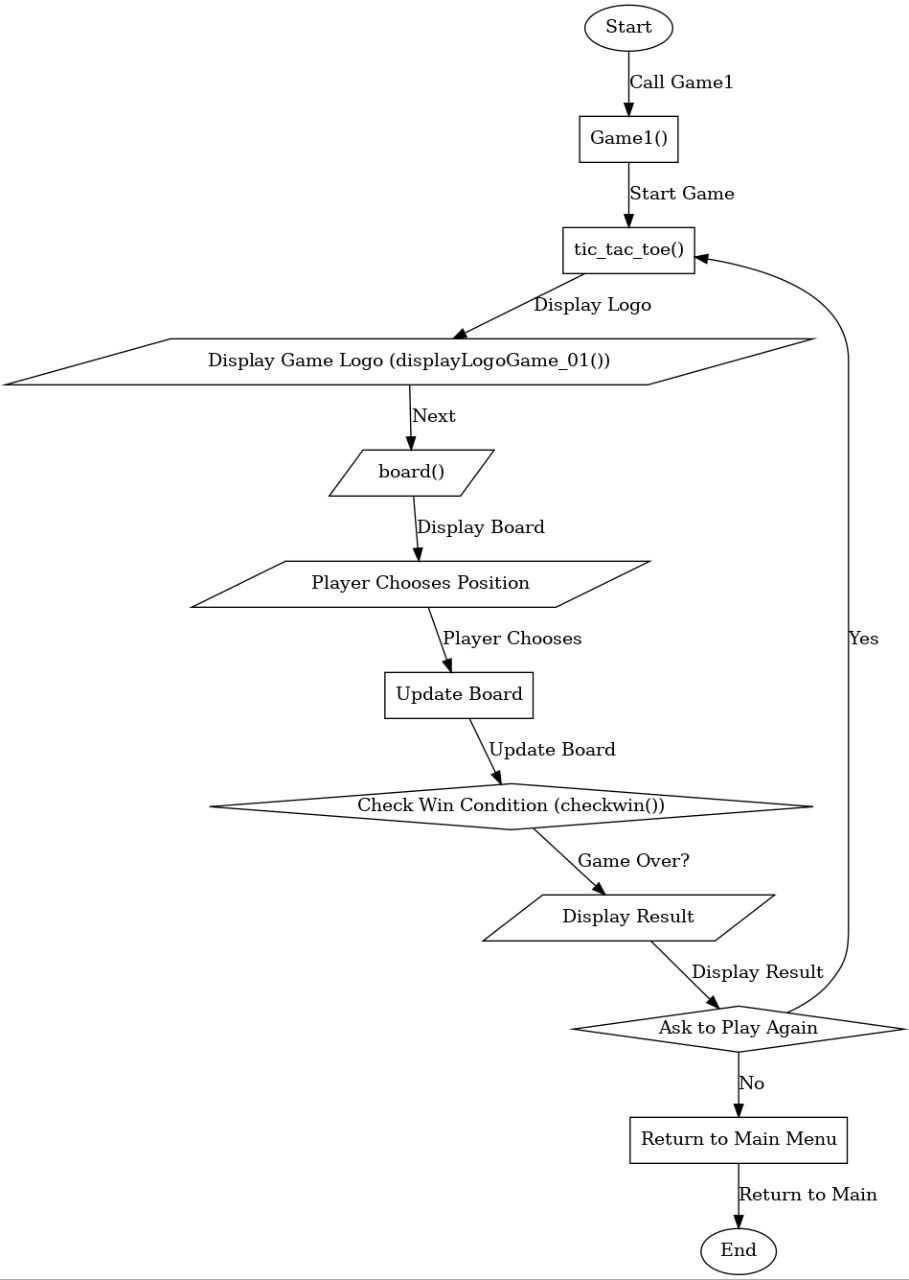 Start
Call Game1
Game1()
Start Game
tic_tac_toe()
Display Logo
Display Game Logo (displayLogoGame_01())
Next
board()
Display Board
Player Chooses Position
Player Chooses
Yes
Update Board
Update Board
Check Win Condition (checkwin())
Game Over?
Display Result
Display Result
Ask to Play Again
No
Return to Main Menu
Return to Main
End